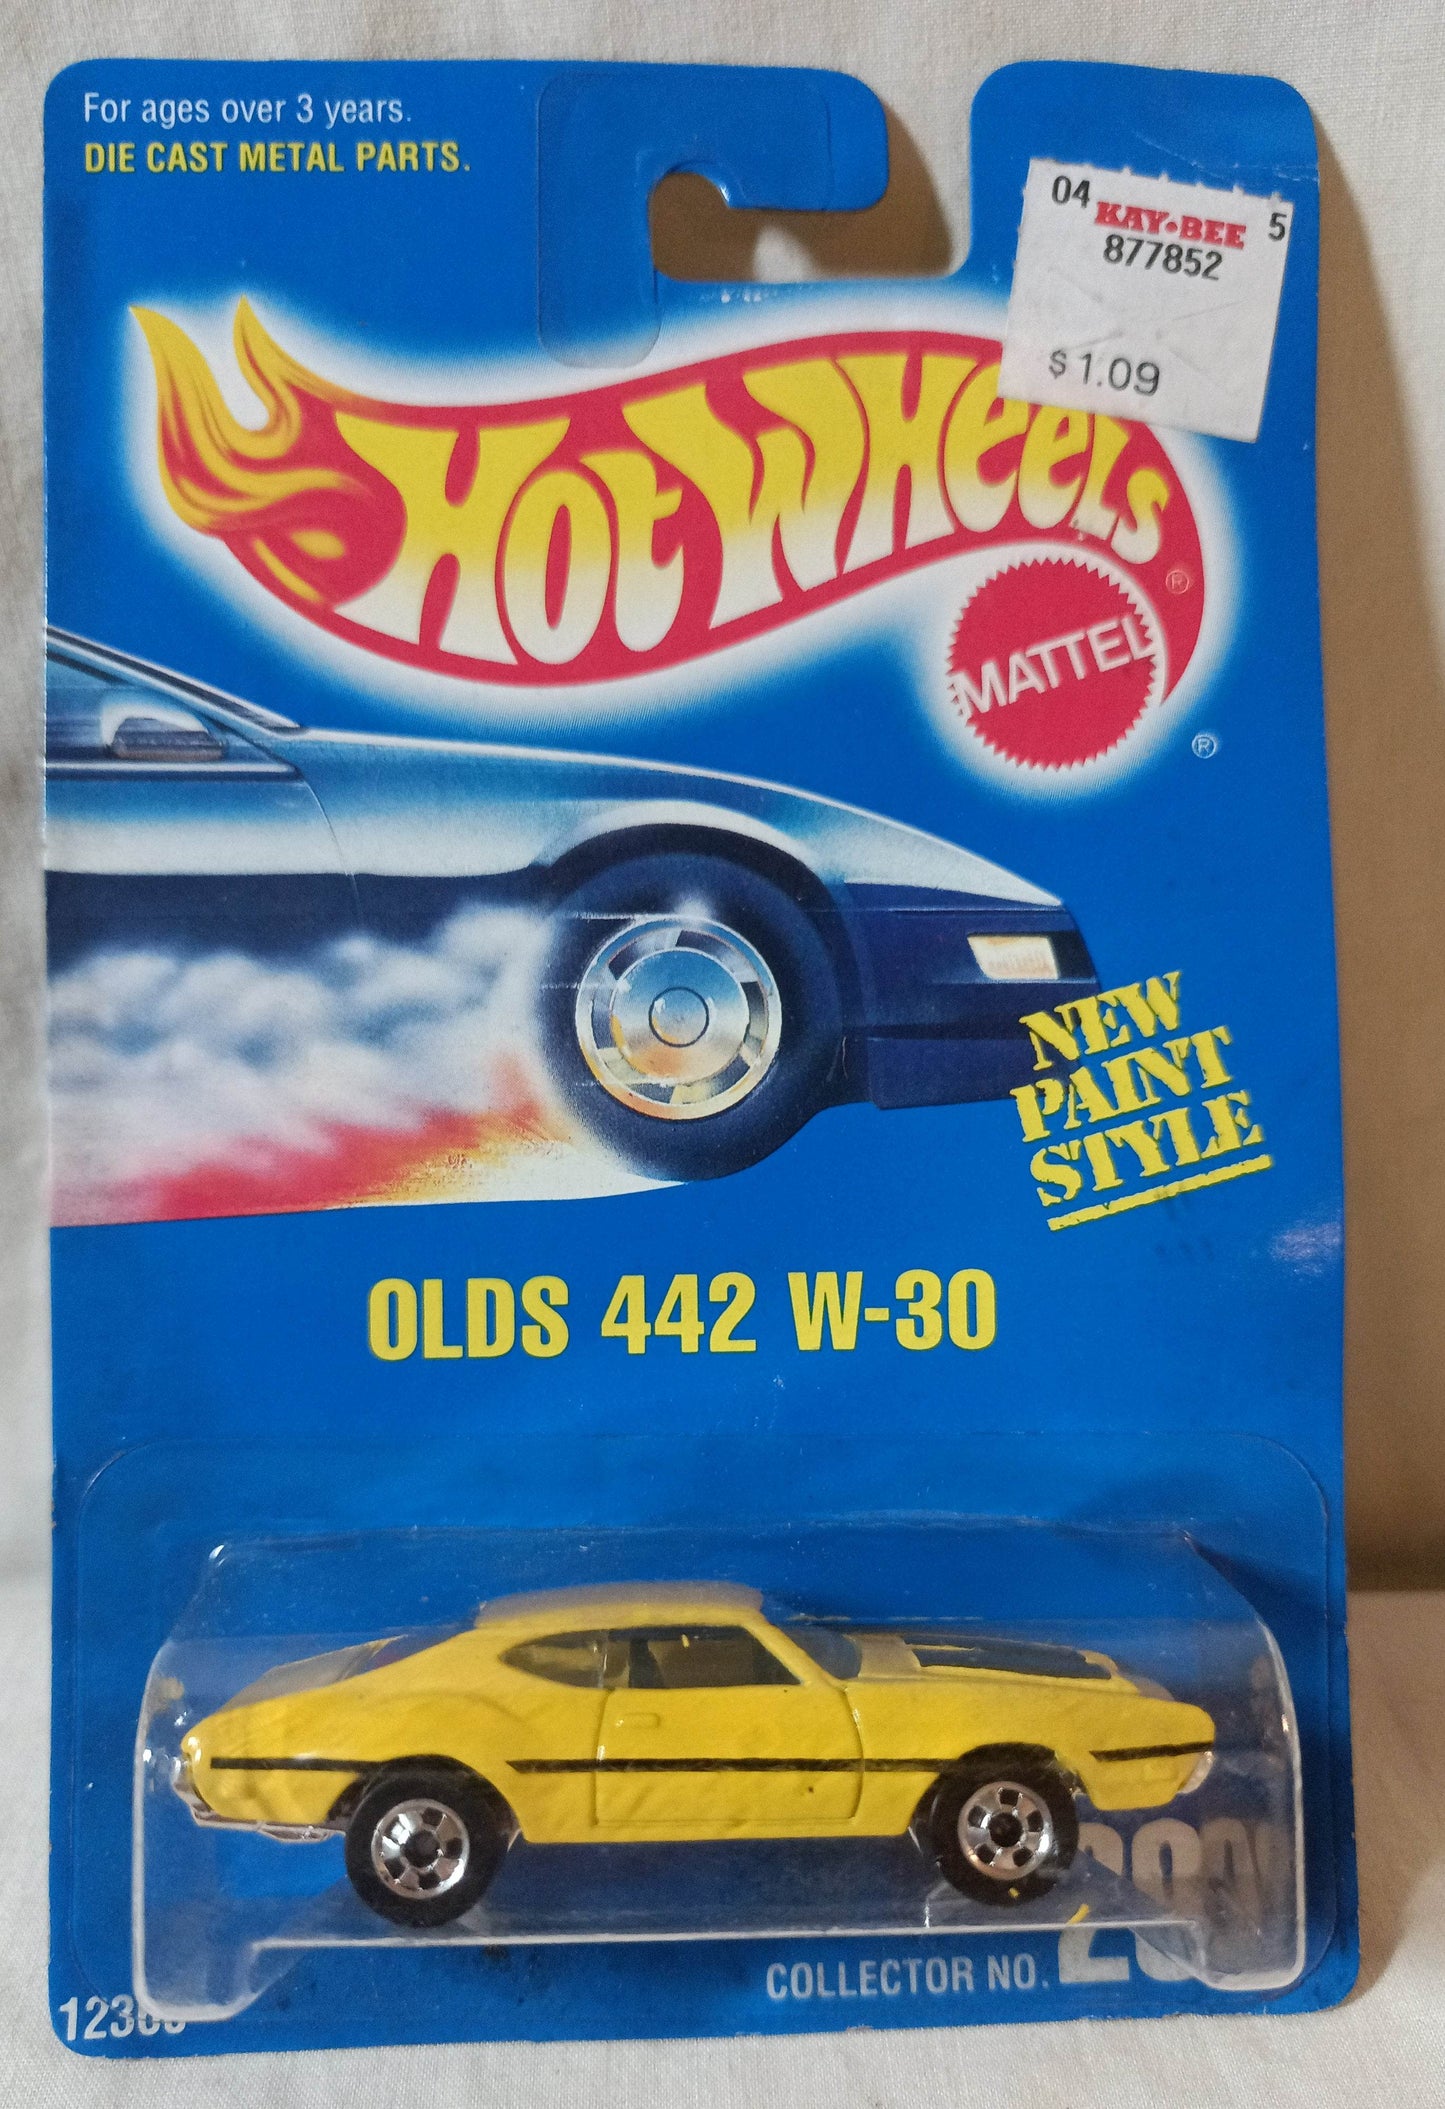 For ages over 3 years.
DIE CAST METAL PARTS.
04 KAY•BEE 5
877852
$1.09
HOT WHEELS
®
MATTEL
®
NEW
PAINT
STYLE
OLDS 442 W-30
COLLECTOR NO.